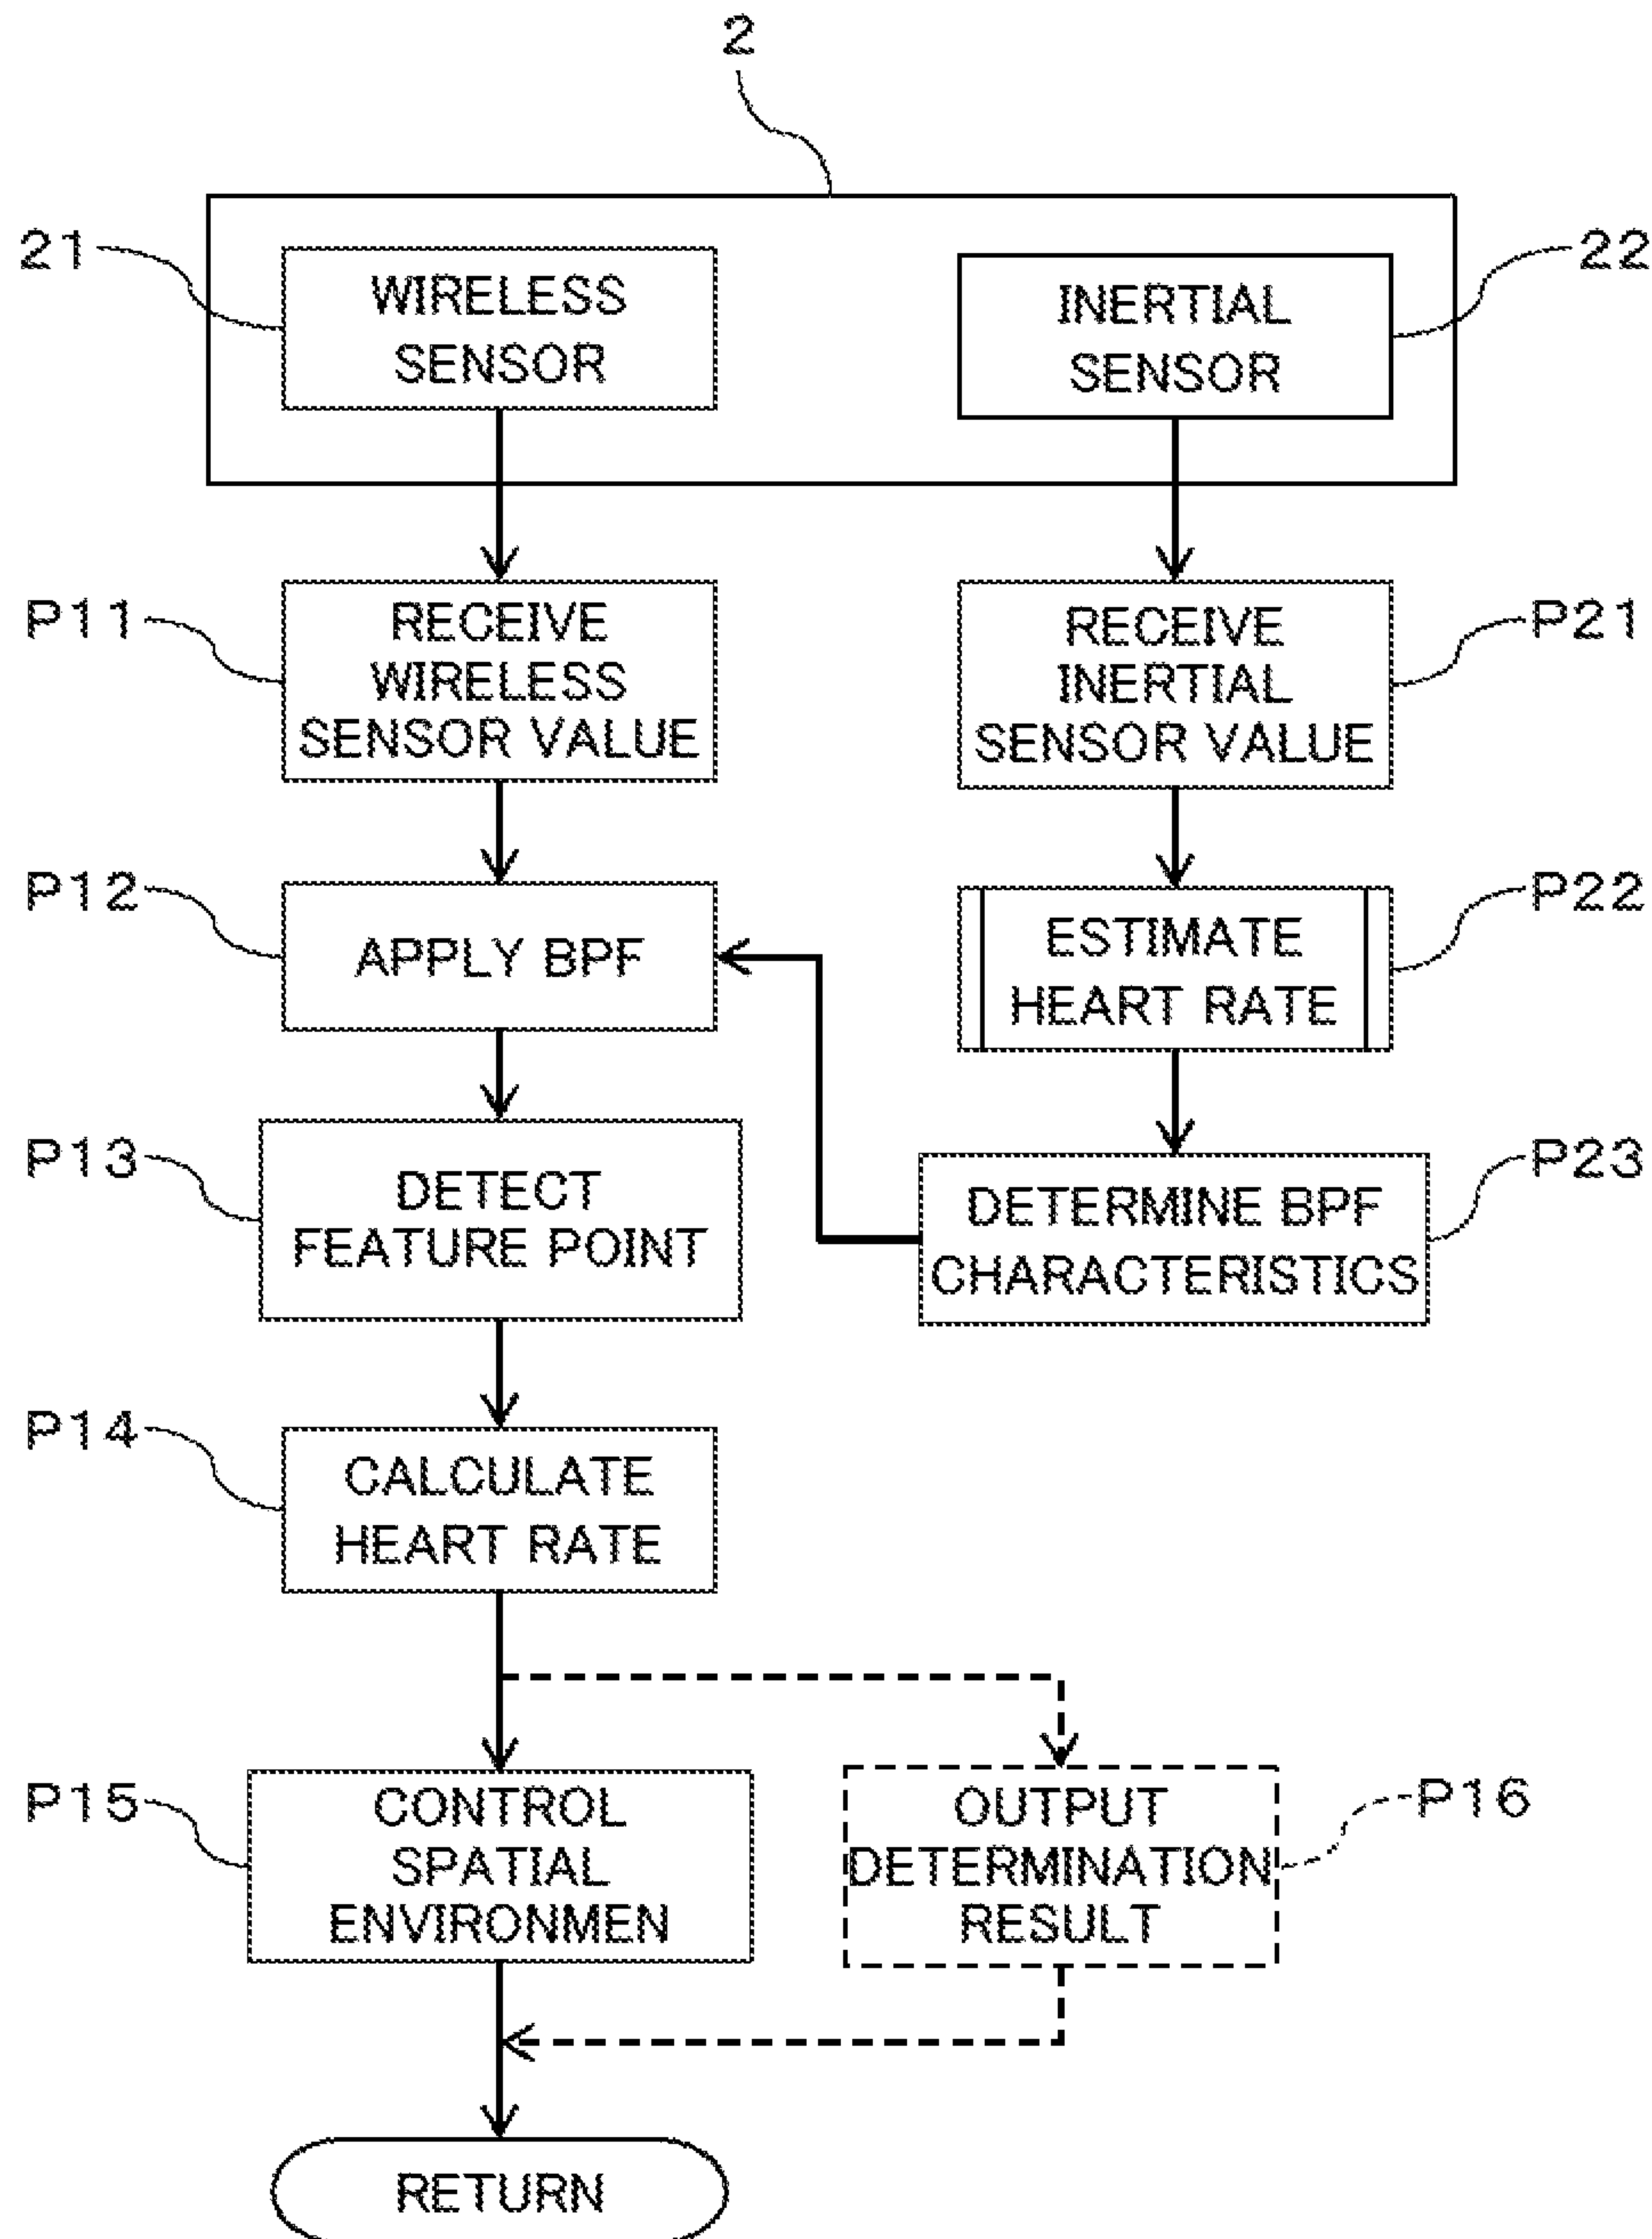 2
21
WIRELESS
SENSOR
INERTIAL
SENSOR
22
P11
RECEIVE
WIRELESS
SENSOR VALUE
RECEIVE
INERTIAL
SENSOR VALUE
P21
P12
APPLY BPF
ESTIMATE
HEART RATE
P22
P13
DETECT
FEATURE POINT
DETERMINE BPF
CHARACTERISTICS
P23
P14
CALCULATE
HEART RATE
P15
CONTROL
SPATIAL
ENVIRONMEN
OUTPUT
DETERMINATION
RESULT
P16
RETURN